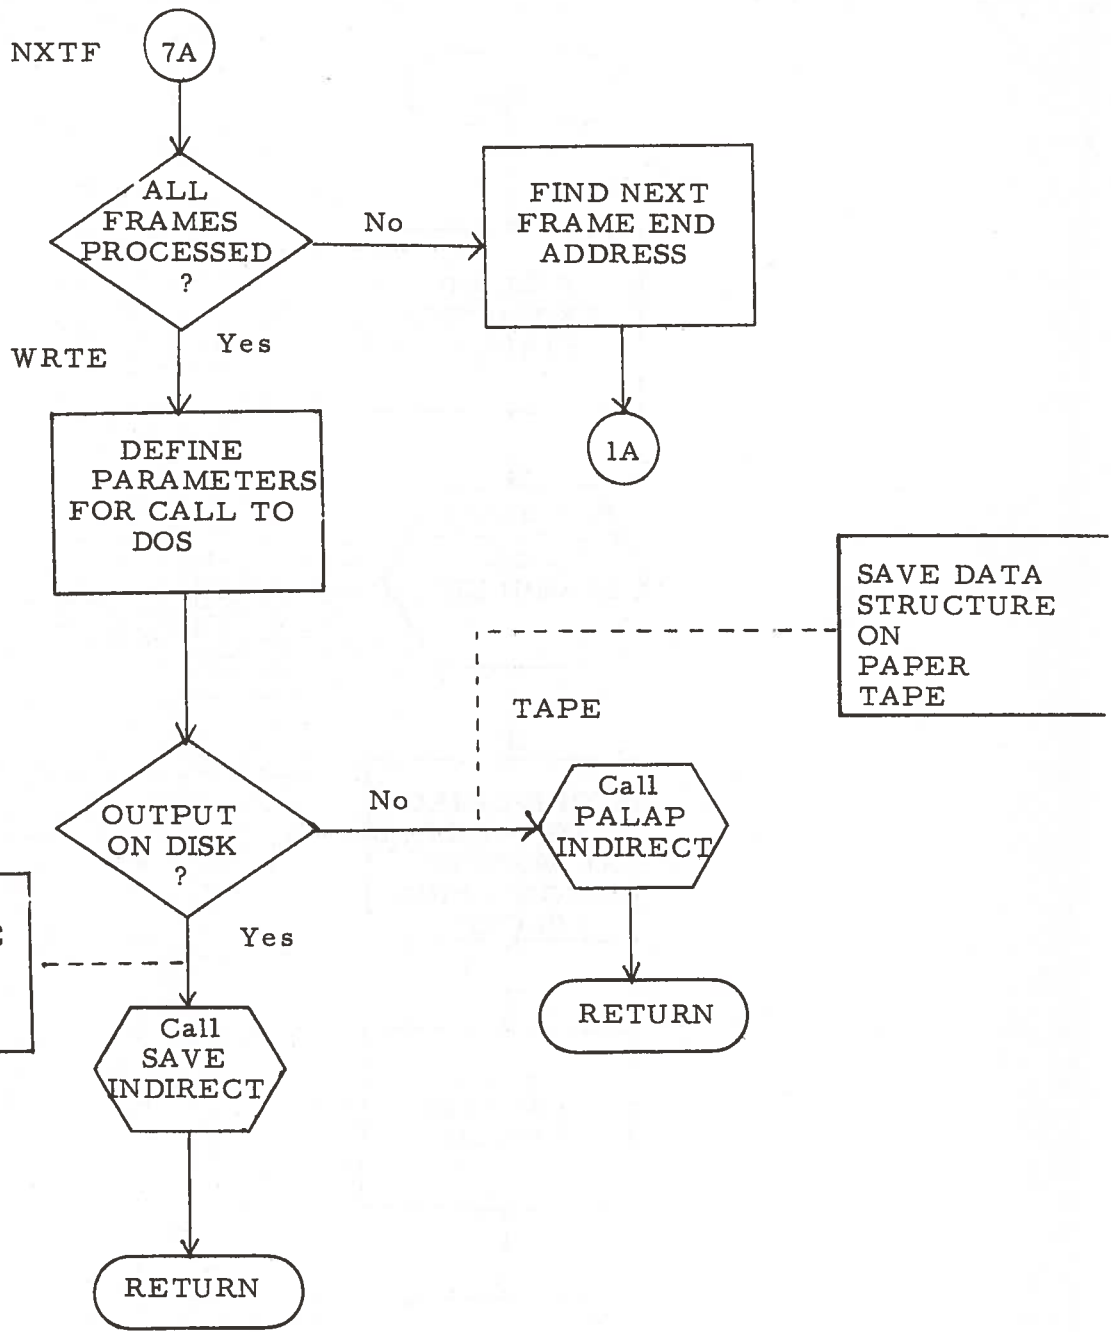 NXTF
7A
ALL
FRAMES
PROCESSED
?
No
FIND NEXT
FRAME END
ADDRESS
Yes
WRTE
1A
DEFINE
PARAMETERS
FOR CALL TO
DOS
SAVE DATA
STRUCTURE
ON
PAPER
TAPE
TAPE
OUTPUT
ON DISK
?
No
Call
PALAP
INDIRECT
Yes
RETURN
Call
SAVE
INDIRECT
RETURN